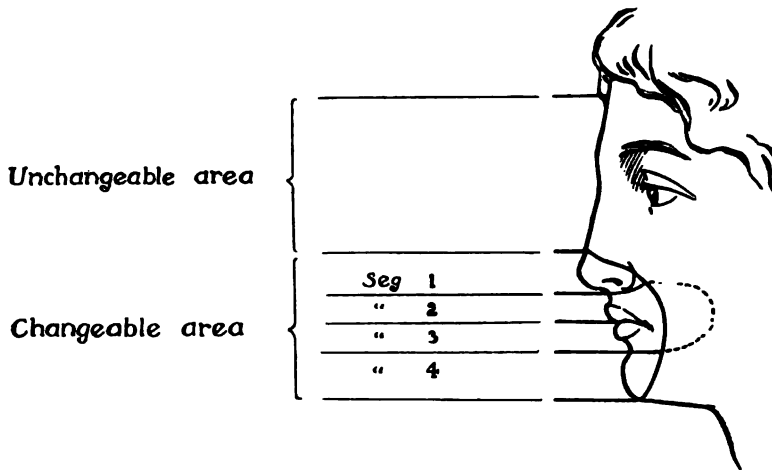 Unchangeable area
Seg 1
“ 2
Changeable area
“ 3
“ 4